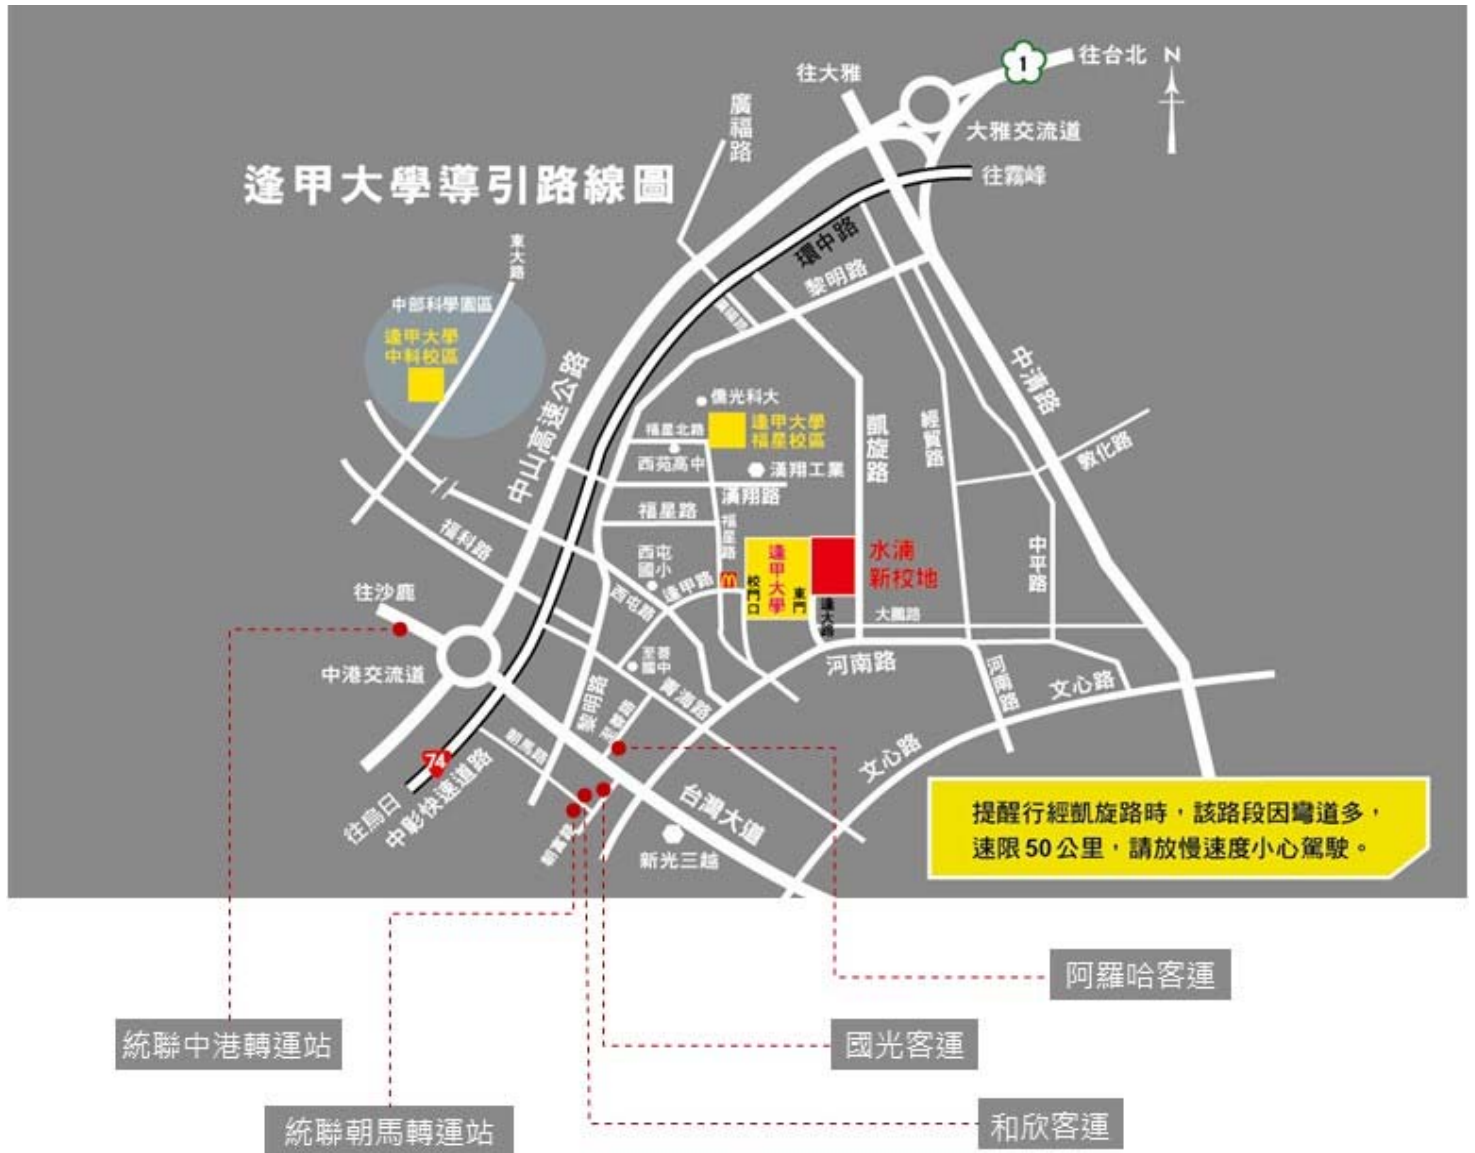 往台北
N
1
往大雅
大雅交流道
廣福路
往霧峰
逢甲大學導引路線圖
東大路
環中路
黎明路
中部科學園區
廣福路
逢甲大學
中科校區
中清路
中山高速公路
僑光科大
逢甲大學
福星校區
福星北路
凱旋路
經貿路
敦化路
西苑高中
漢翔工業
漢翔路
福星路
福星路
福科路
西屯
國小
逢甲路
西屯路
校門口
逢甲大學
東門
水湳
新校地
中平路
逢大路
大鵬路
往沙鹿
中港交流道
至善
國中
青海路
河南路
河南路
文心路
黎明路
至善路
朝馬路
74
文心路
往烏日
中彰快速道路
朝富路
台灣大道
新光三越
提醒行經凱旋路時，該路段因彎道多，
速限50公里，請放慢速度小心駕駛。
阿羅哈客運
統聯中港轉運站
國光客運
統聯朝馬轉運站
和欣客運